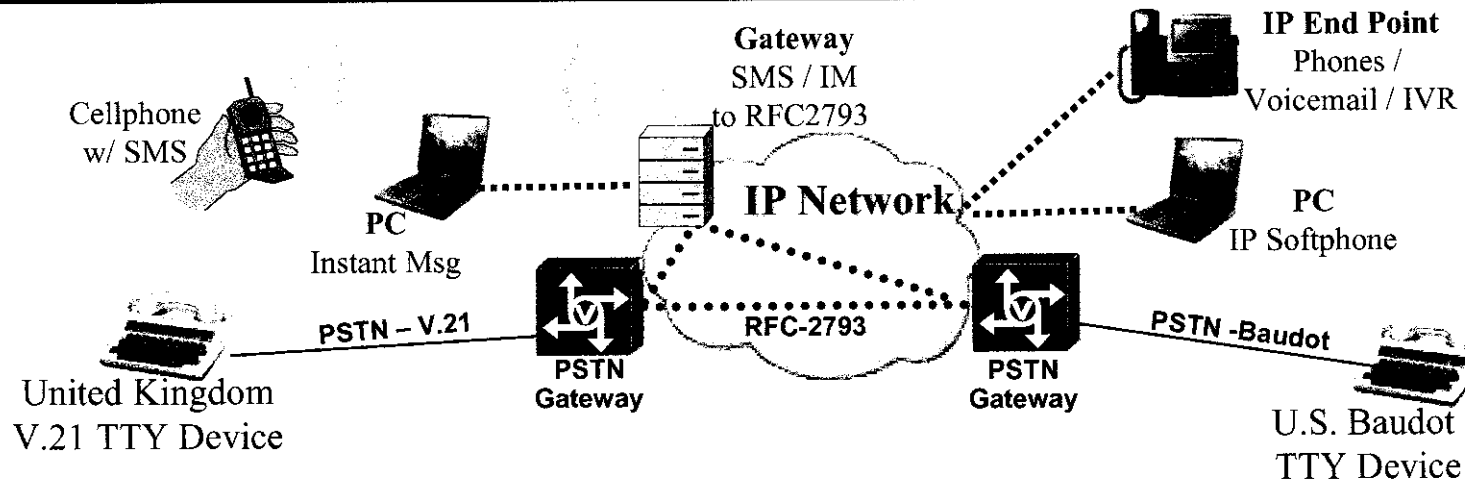 Gateway
SMS / IM
to RFC2793
IP End Point
Phones /
Voicemail / IVR
Cellphone
w/ SMS
PC
Instant Msg
IP Network
PC
IP Softphone
PSTN – V.21
PSTN
Gateway
RFC-2793
PSTN
Gateway
PSTN -Baudot
United Kingdom
V.21 TTY Device
U.S. Baudot
TTY Device
V
V